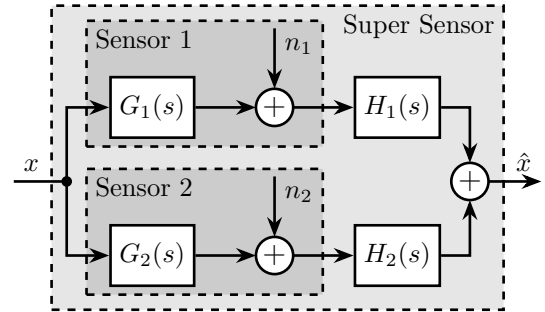 Super Sensor
Sensor 1
n₁
G₁(s)
+
H₁(s)
x
x̂
+
Sensor 2
n₂
G₂(s)
+
H₂(s)